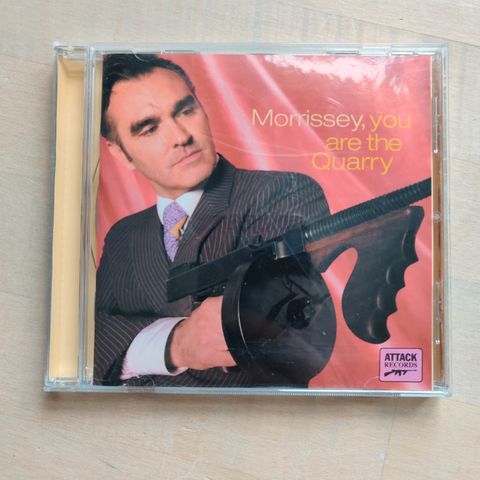 Morrissey, you
are the
Quarry
ATTACK
RECORDS